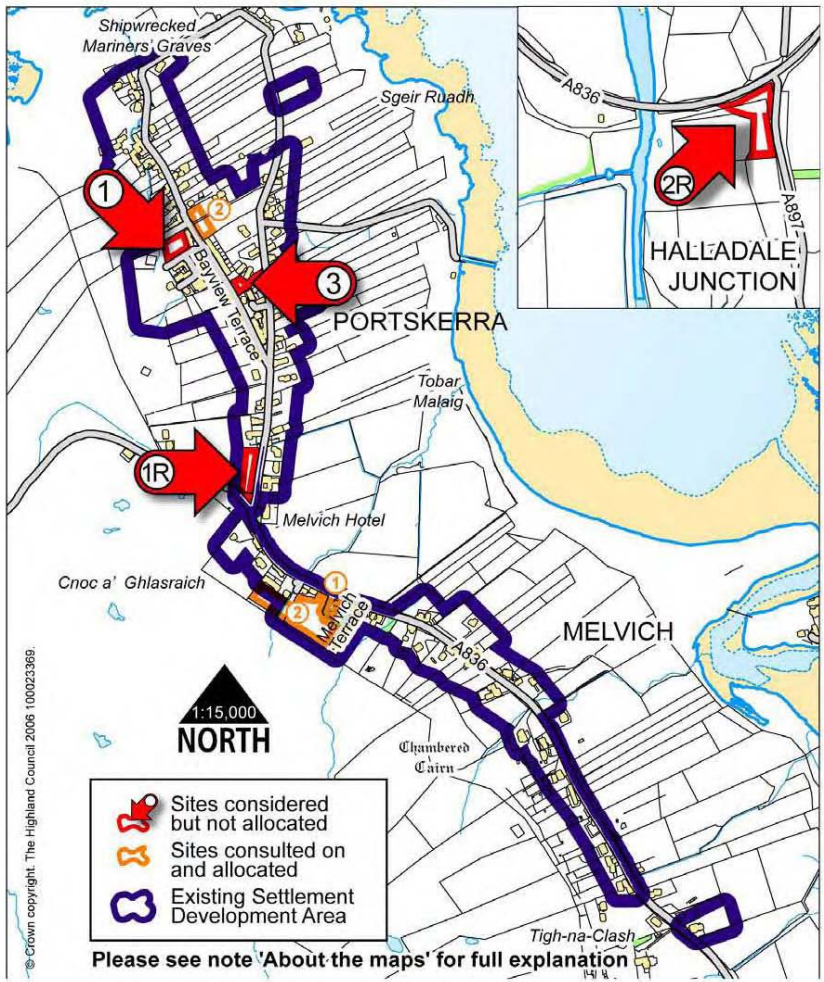 Shipwrecked
Mariners' Graves
Sgeir Ruadh
A836
2R
A897
HALLADALE
JUNCTION
1
2
3
Bayview Terrace
PORTSKERRA
Tobar
Malaig
1R
Melvich Hotel
Cnoc a' Ghlasraich
1
2
Melvich
Terrace
MELVICH
A836
1:15,000
NORTH
Chambered
Cairn
Sites considered
but not allocated
Sites consulted on
and allocated
Existing Settlement
Development Area
Tigh-na-Clash
Please see note 'About the maps' for full explanation
© Crown copyright. The Highland Council 2006 100023369.